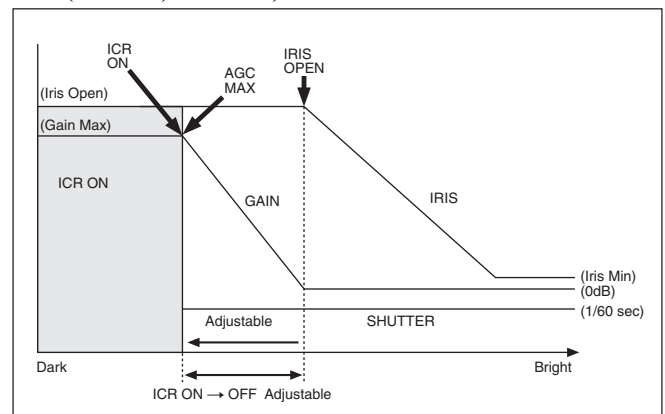 ICR
ON
AGC
MAX
IRIS
OPEN
(Iris Open)
(Gain Max)
ICR ON
GAIN
IRIS
(Iris Min)
(0dB)
(1/60 sec)
Adjustable
SHUTTER
Dark
Bright
ICR ON → OFF Adjustable